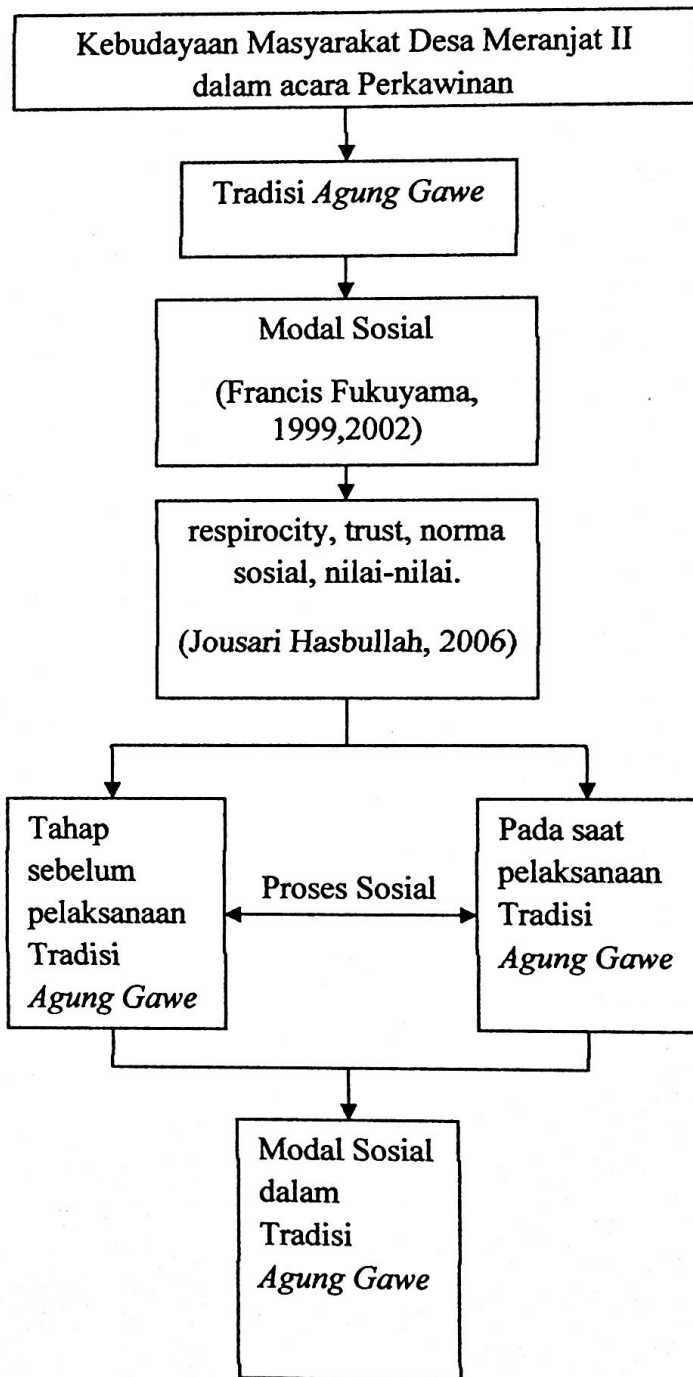 Kebudayaan Masyarakat Desa Meranjat II
dalam acara Perkawinan
Tradisi Agung Gawe
Modal Sosial
(Francis Fukuyama,
1999,2002)
respirocity, trust, norma
sosial, nilai-nilai.
(Jousari Hasbullah, 2006)
Tahap
sebelum
pelaksanaan
Tradisi
Agung Gawe
Proses Sosial
Pada saat
pelaksanaan
Tradisi
Agung Gawe
Modal Sosial
dalam
Tradisi
Agung Gawe